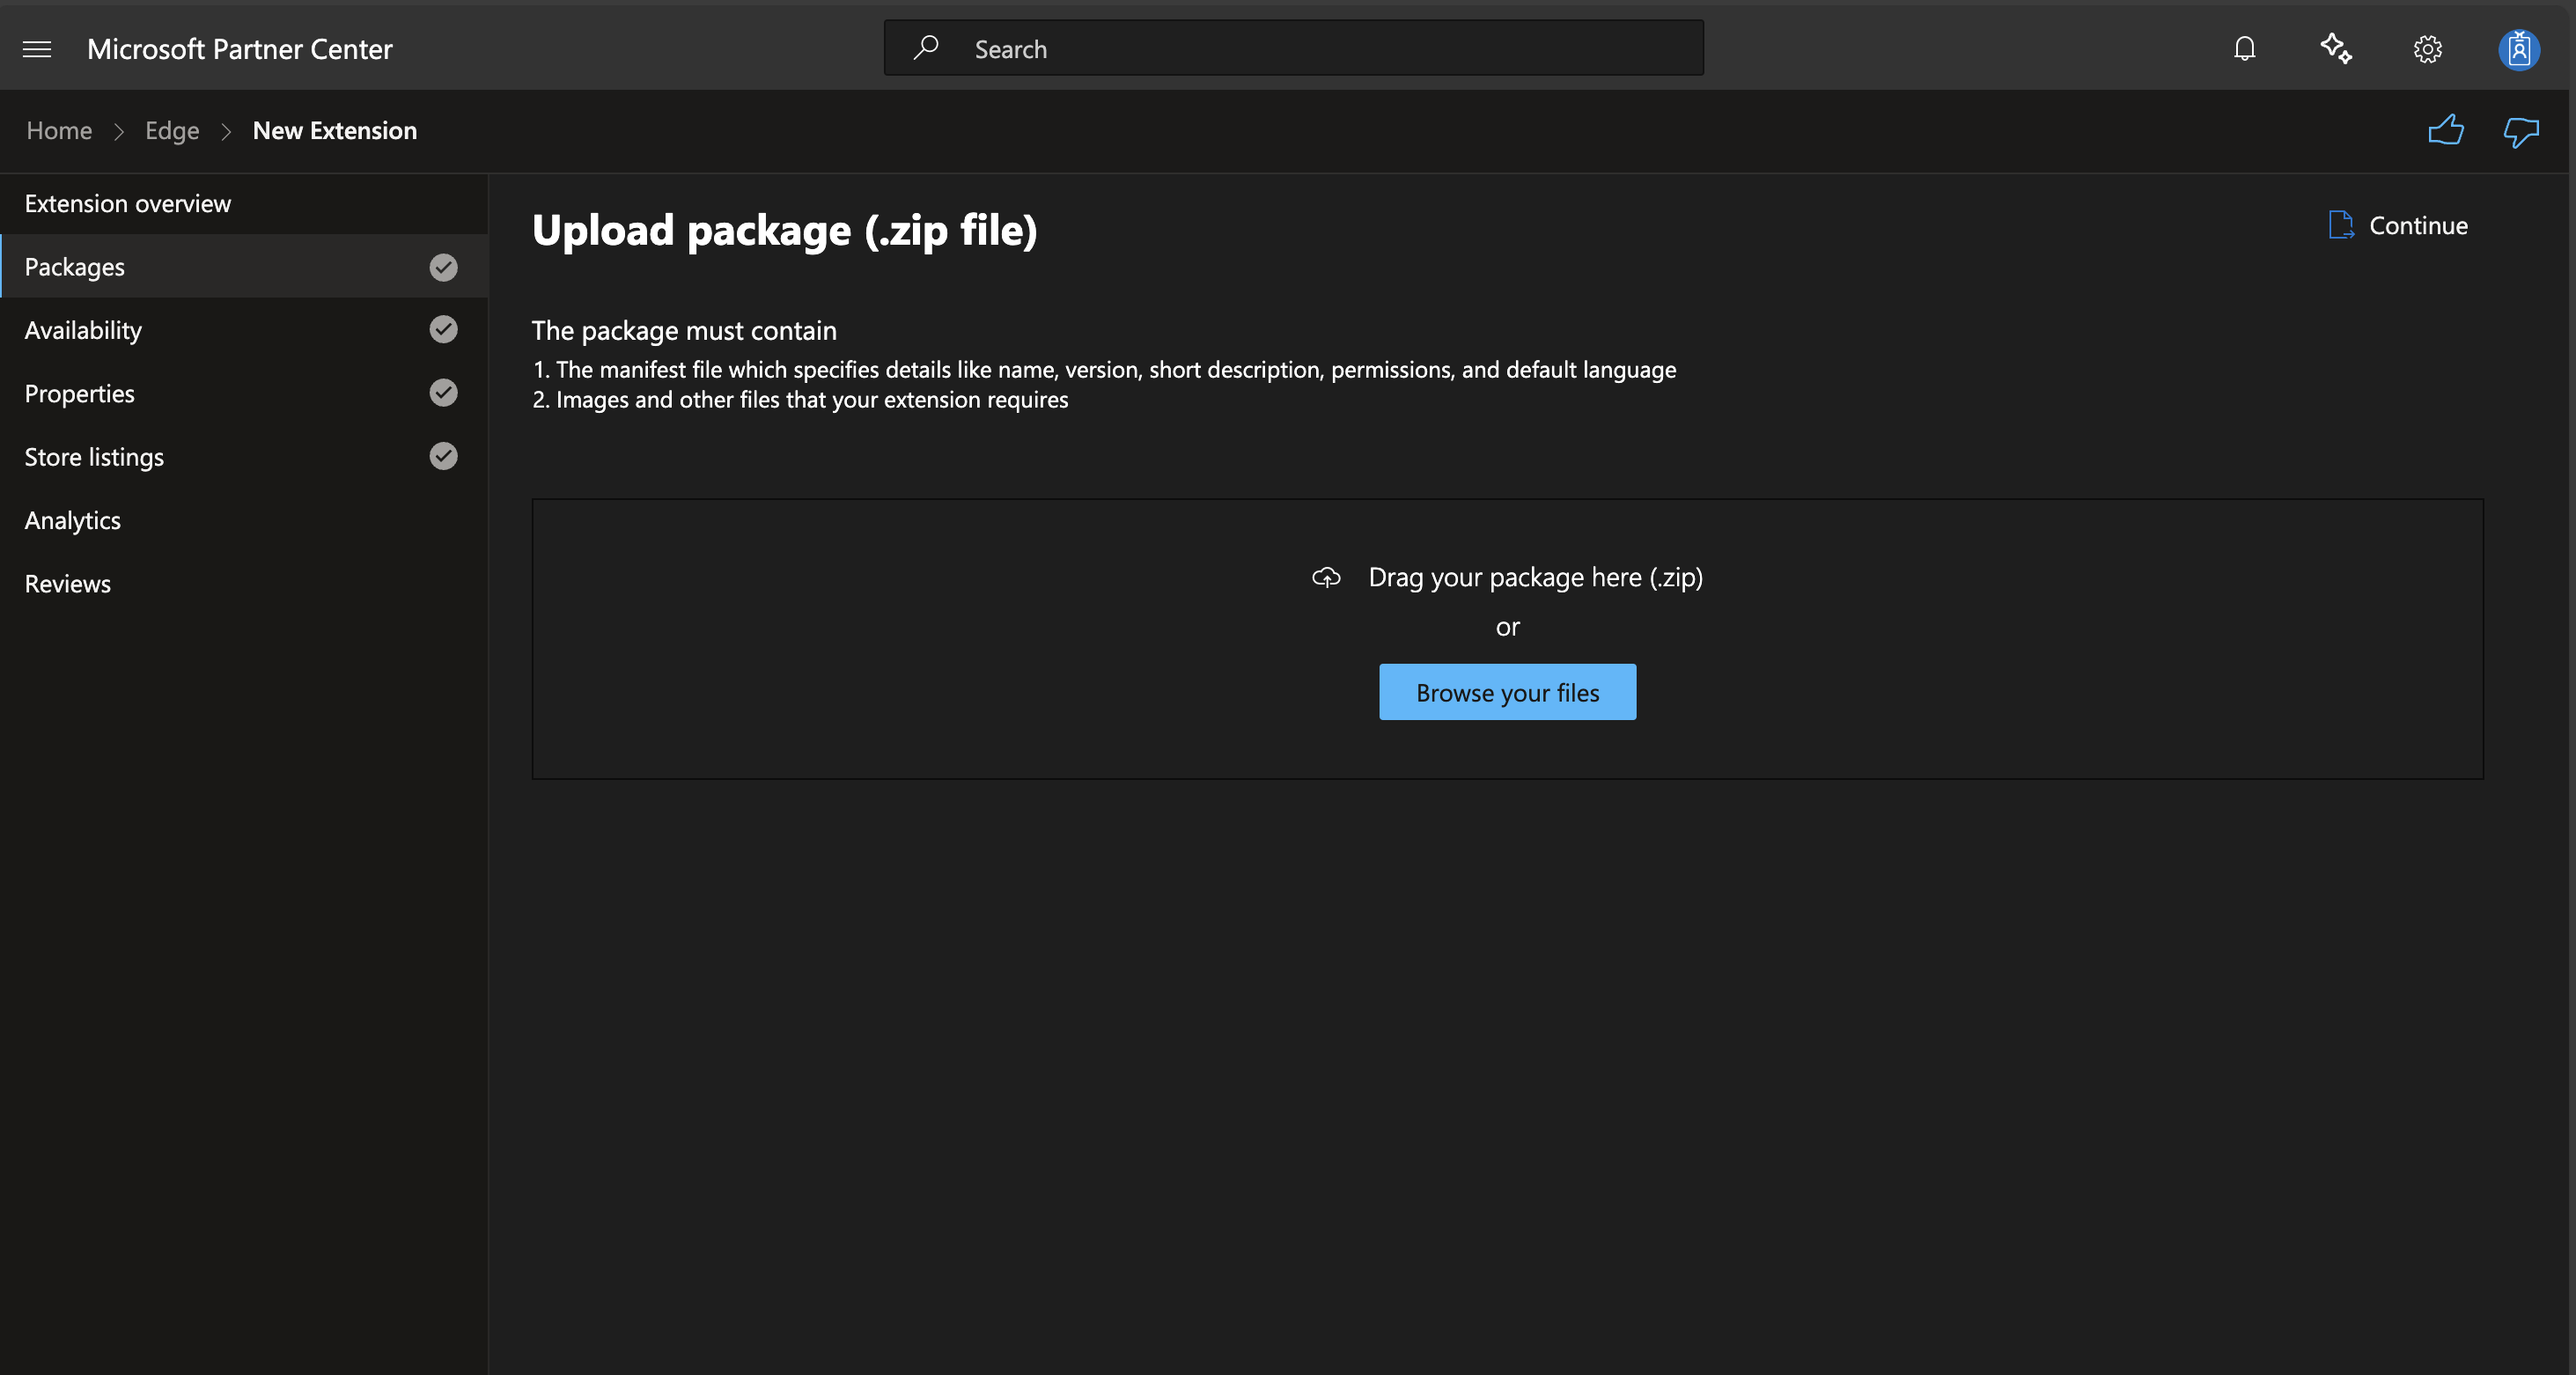 Microsoft Partner Center
Search
Home > Edge > New Extension
Extension overview
Packages
Availability
Properties
Store listings
Analytics
Reviews
Upload package (.zip file)
Continue
The package must contain
1. The manifest file which specifies details like name, version, short description, permissions, and default language
2. Images and other files that your extension requires
Drag your package here (.zip)
or
Browse your files